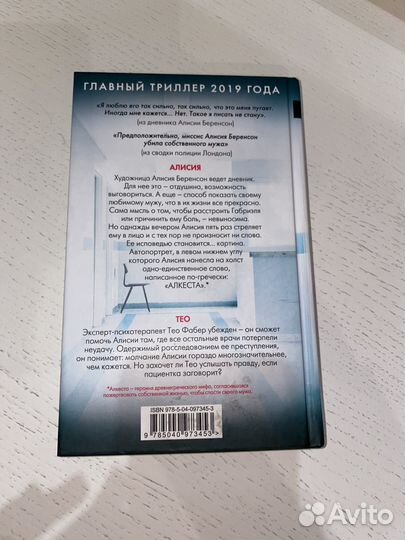 ГЛАВНЫЙ ТРИЛЛЕР 2019 ГОДА
«Я люблю его так сильно, так сильно, что это меня пугает.
Иногда мне кажется... Нет. Такое я писать не стану».
(из дневника Алисии Беренсон)
«Предположительно, миссис Алисия Беренсон
убила собственного мужа»
(из сводки полиции Лондона)
АЛИСИЯ
Художница Алисия Беренсон ведет дневник.
Для нее это – отдушина, возможность
выговориться. А еще – способ показать своему
любимому мужу, что в их жизни все прекрасно.
Сама мысль о том, чтобы расстроить Габриэля
или причинить ему боль, – невыносима.
Но однажды вечером Алисия пять раз стреляет
ему в лицо и с тех пор не произносит ни слова.
Ее исповедью становится... картина.
Автопортрет, в левом нижнем углу
которого Алисия нанесла на холст
одно-единственное слово,
написанное по-гречески:
«АЛКЕСТА».*
ТЕО
Эксперт-психотерапевт Тео Фабер убежден – он сможет
помочь Алисии там, где все остальные врачи потерпели
неудачу. Одержимый расследованием ее преступления,
он понимает: молчание Алисии гораздо многозначительнее,
чем кажется. Но захочет ли Тео услышать правду, если
пациентка заговорит?
*Алкеста – героиня древнегреческого мифа, согласившаяся
пожертвовать собственной жизнью, чтобы спасти своего мужа.
ISBN 978-5-04-097345-3
9 785040 973453 >
Avito